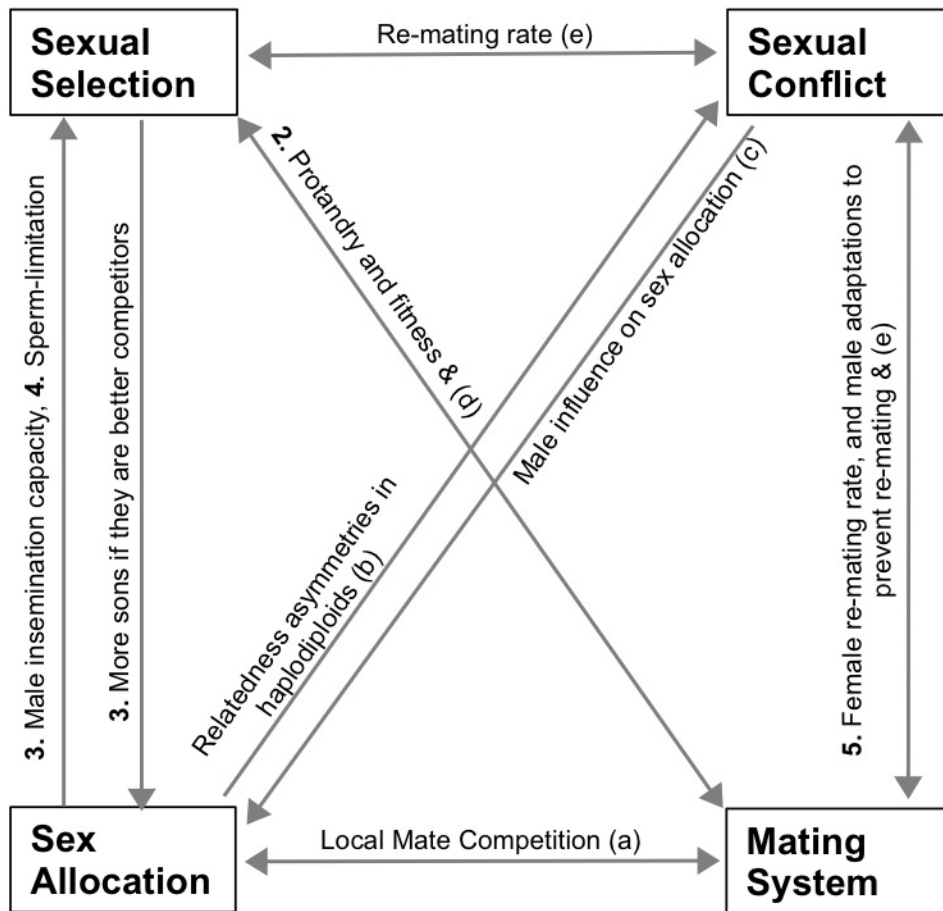 Sexual
Selection
Re-mating rate (e)
Sexual
Conflict
2. Protandry and fitness & (d)
Male influence on sex allocation (c)
3. Male insemination capacity, 4. Sperm-limitation
3. More sons if they are better competitors
Relatedness asymmetries in
haplodiploids (b)
5. Female re-mating rate, and male adaptations to
prevent re-mating & (e)
Sex
Allocation
Local Mate Competition (a)
Mating
System